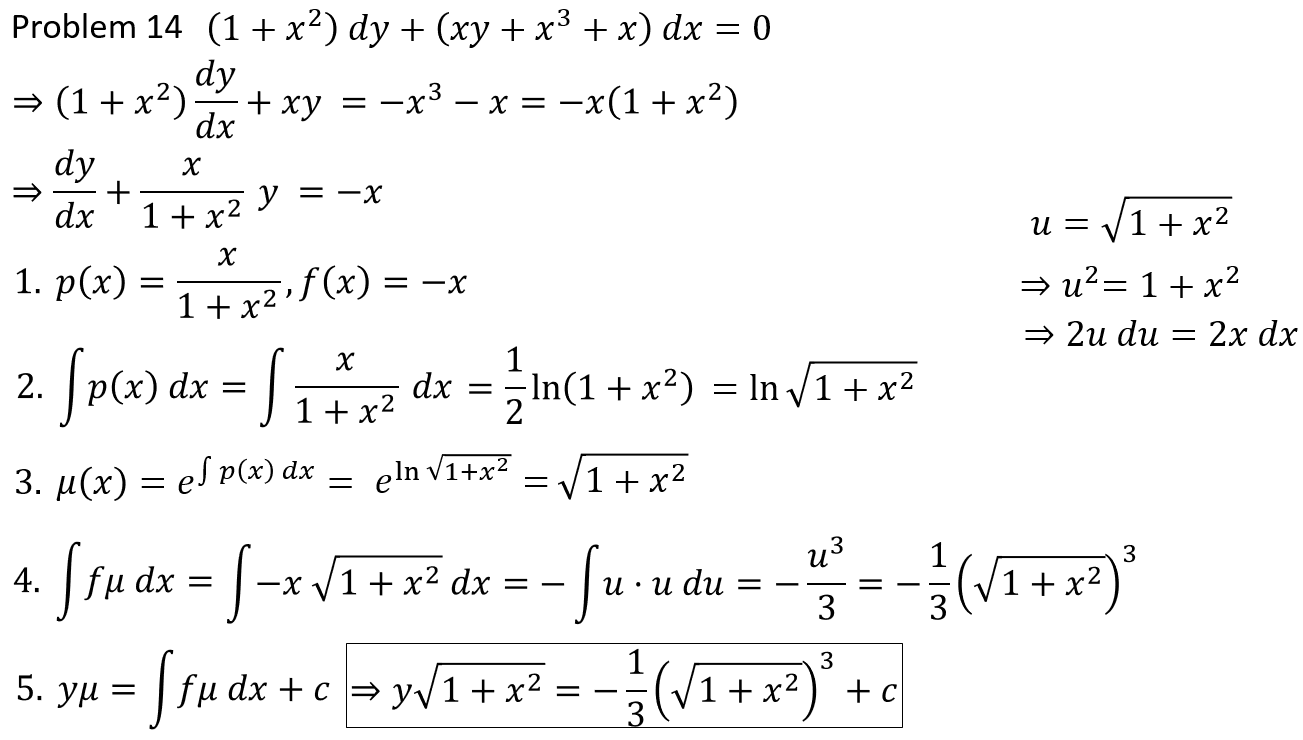 Problem 14 (1 + x²) dy + (xy + x³ + x) dx = 0
⇒ (1 + x²) dy/dx + xy = −x³ − x = −x(1 + x²)
⇒ dy/dx + x/(1 + x²) y = −x
u = √(1 + x²)
1. p(x) = x/(1 + x²), f(x) = −x
⇒ u² = 1 + x²
⇒ 2u du = 2x dx
2. ∫ p(x) dx = ∫ x/(1 + x²) dx = 1/2 ln(1 + x²) = ln √(1 + x²)
3. μ(x) = e^(∫ p(x) dx) = e^(ln √(1+x²)) = √(1 + x²)
4. ∫ fμ dx = ∫ −x √(1 + x²) dx = − ∫ u · u du = − u³/3 = − 1/3 (√(1 + x²))³
5. yμ = ∫ fμ dx + c ⇒ y√(1 + x²) = − 1/3 (√(1 + x²))³ + c